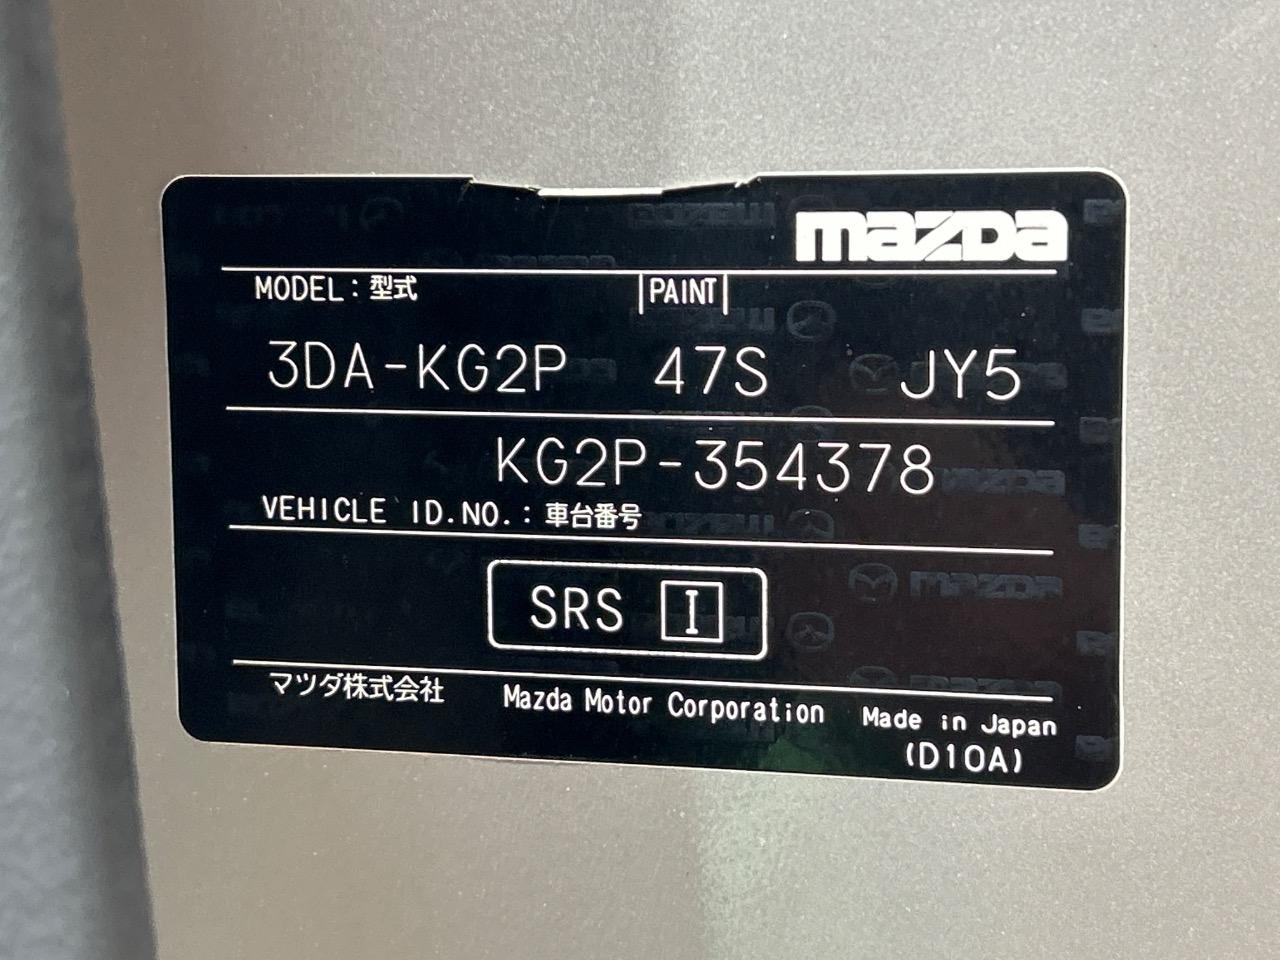 mazda
MODEL：型式 PAINT
3DA-KG2P 47S JY5
KG2P-354378
VEHICLE ID.NO.：車台番号
SRS I
マツダ株式会社 Mazda Motor Corporation Made in Japan
(D10A)